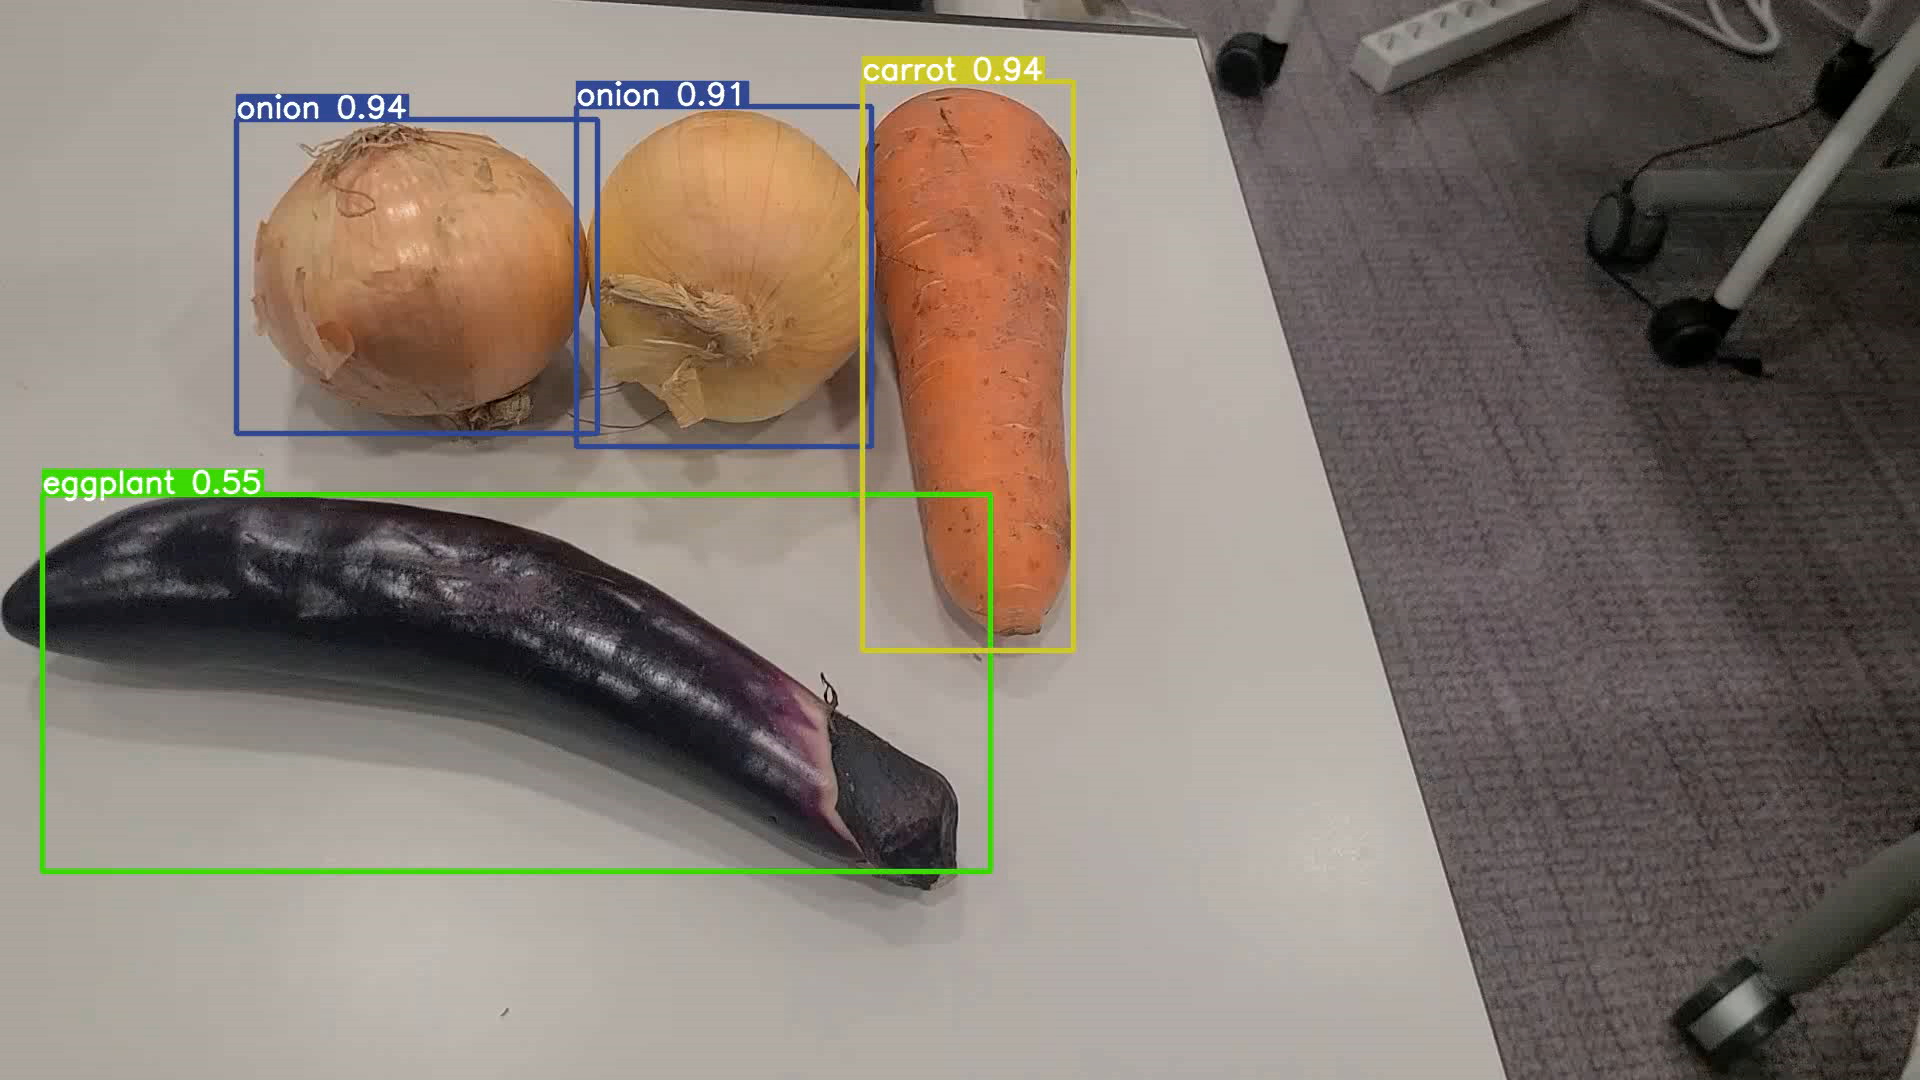 onion 0.94
onion 0.91
carrot 0.94
eggplant 0.55